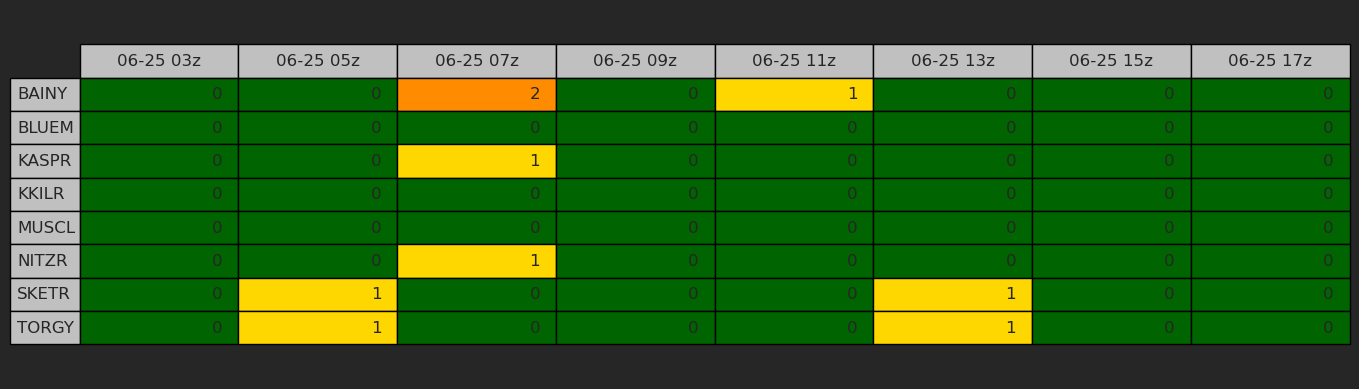 06-25 03z 06-25 05z 06-25 07z 06-25 09z 06-25 11z 06-25 13z 06-25 15z 06-25 17z
BAINY 0 0 2 0 1 0 0 0
BLUEM 0 0 0 0 0 0 0 0
KASPR 0 0 1 0 0 0 0 0
KKILR 0 0 0 0 0 0 0 0
MUSCL 0 0 0 0 0 0 0 0
NITZR 0 0 1 0 0 0 0 0
SKETR 0 1 0 0 0 1 0 0
TORGY 0 1 0 0 0 1 0 0